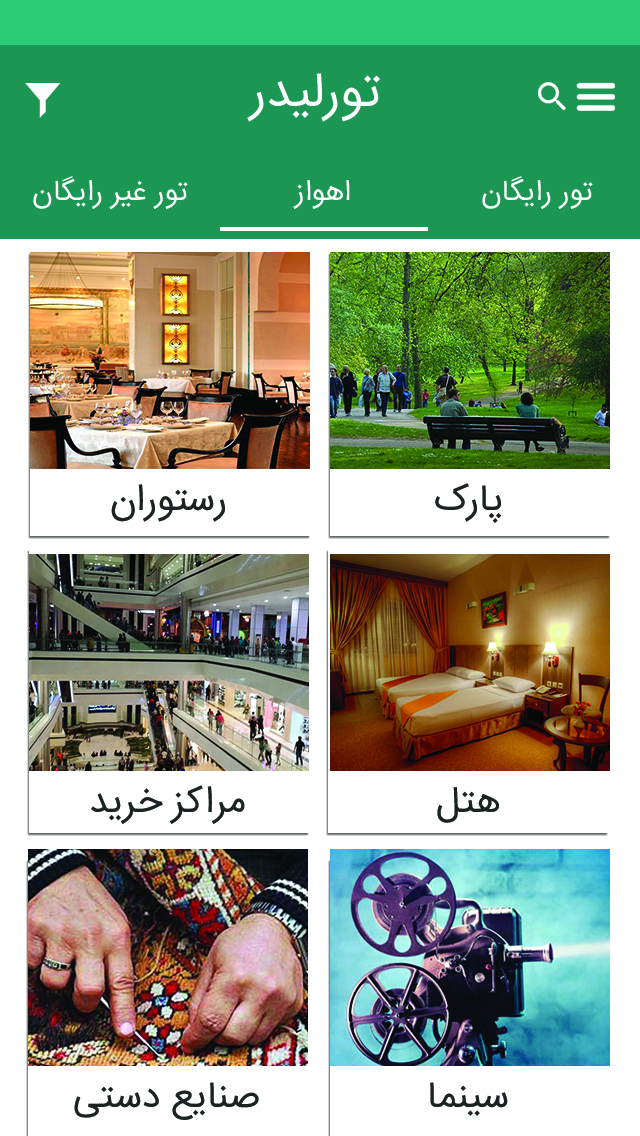 تورلیدر
تور رایگان
اهواز
تور غیر رایگان
پارک
رستوران
هتل
مراکز خرید
سینما
صنایع دستی